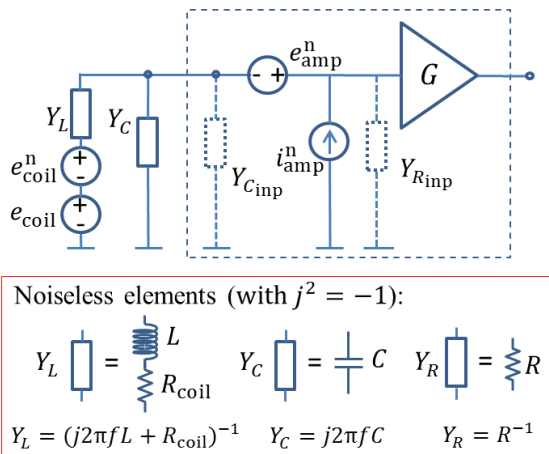 e^n_amp
G
Y_L
Y_C
+
-
- +
e^n_coil
+
-
e_coil
Y_C_inp
i^n_amp
Y_R_inp
Noiseless elements (with j² = −1):
Y_L = L R_coil
Y_C = C
Y_R = R
Y_L = (j2πfL + R_coil)⁻¹ Y_C = j2πfC Y_R = R⁻¹